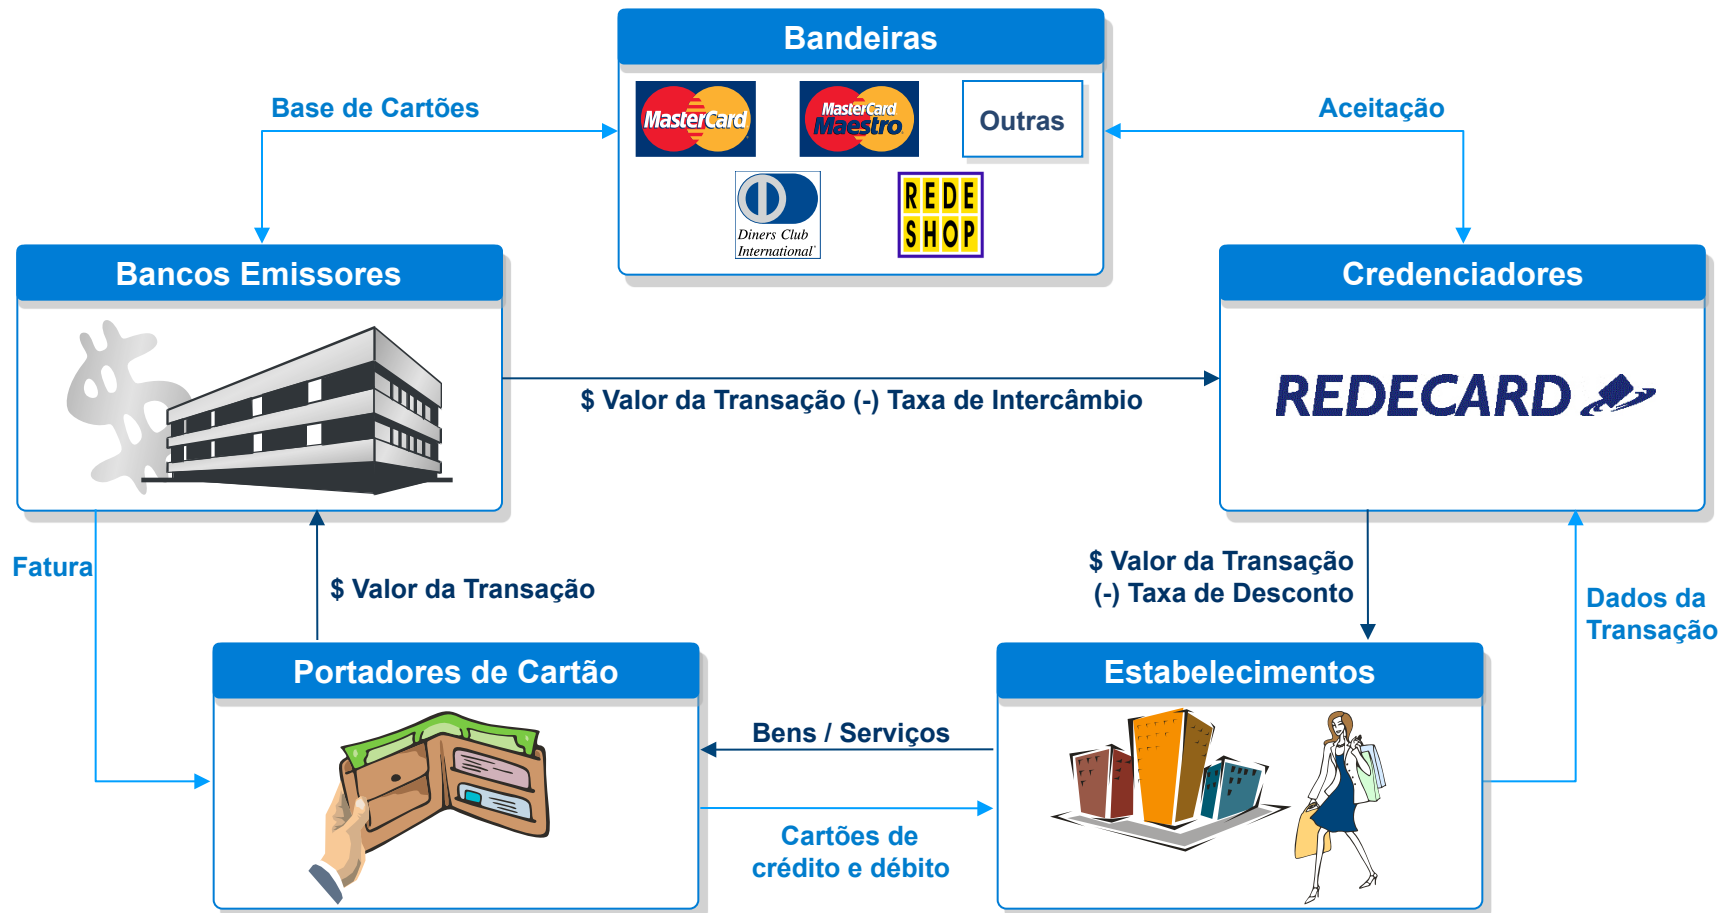 Bandeiras
MasterCard
MasterCard
Maestro
Outras
Base de Cartões
Aceitação
Diners Club
International
REDE
SHOP
Bancos Emissores
Credenciadores
$ Valor da Transação (-) Taxa de Intercâmbio
REDECARD
Fatura
$ Valor da Transação
$ Valor da Transação
(-) Taxa de Desconto
Dados da
Transação
Portadores de Cartão
Estabelecimentos
Bens / Serviços
Cartões de
crédito e débito